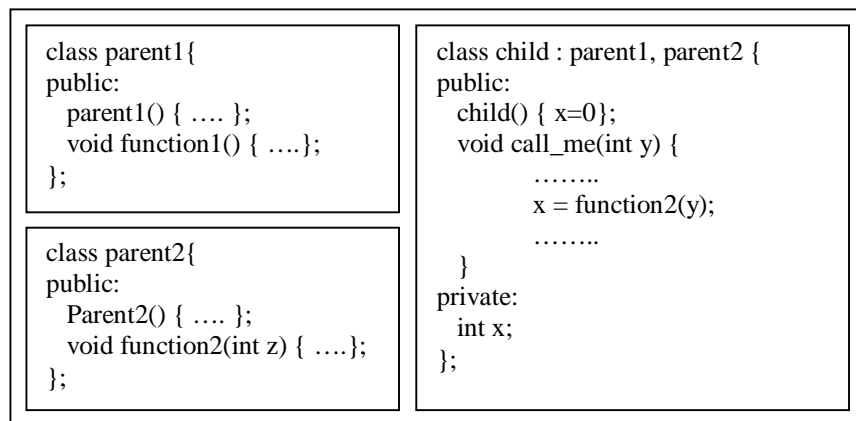 class parent1{
public:
parent1() { …. };
void function1() { ….};
};
class parent2{
public:
Parent2() { …. };
void function2(int z) { ….};
};
class child : parent1, parent2 {
public:
child() { x=0};
void call_me(int y) {
……..
x = function2(y);
……..
}
private:
int x;
};